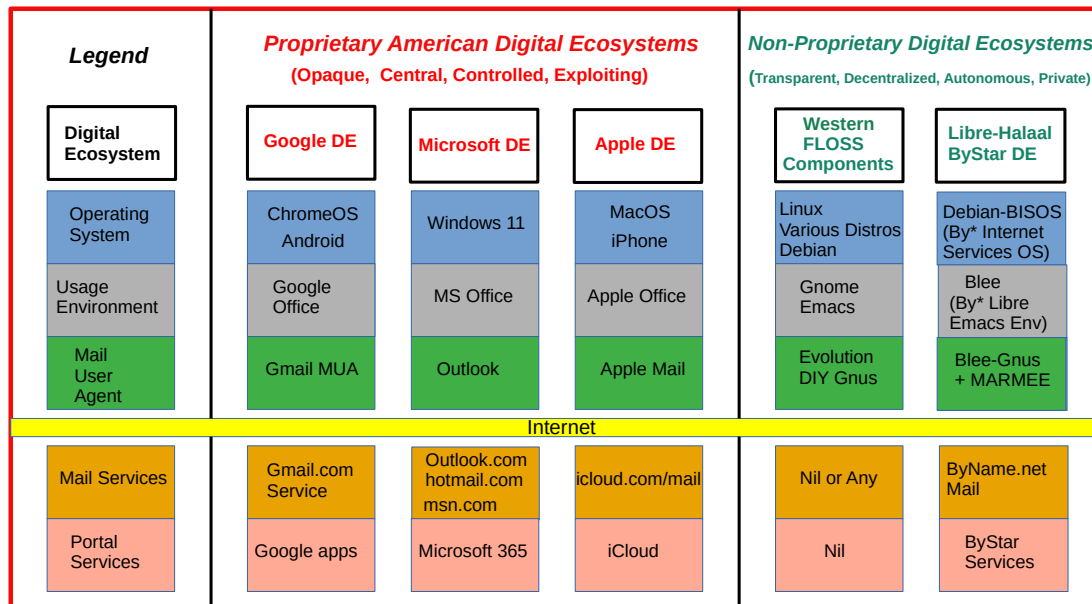 Legend
Proprietary American Digital Ecosystems
(Opaque, Central, Controlled, Exploiting)
Non-Proprietary Digital Ecosystems
(Transparent, Decentralized, Autonomous, Private)
Digital
Ecosystem
Google DE
Microsoft DE
Apple DE
Western
FLOSS
Components
Libre-Halaal
ByStar DE
Operating
System
ChromeOS
Android
Windows 11
MacOS
iPhone
Linux
Various Distros
Debian
Debian-BISOS
(By* Internet
Services OS)
Usage
Environment
Google
Office
MS Office
Apple Office
Gnome
Emacs
Blee
(By* Libre
Emacs Env)
Mail
User
Agent
Gmail MUA
Outlook
Apple Mail
Evolution
DIY Gnus
Blee-Gnus
+ MARMEE
Internet
Mail Services
Gmail.com
Service
Outlook.com
hotmail.com
msn.com
icloud.com/mail
Nil or Any
ByName.net
Mail
Portal
Services
Google apps
Microsoft 365
iCloud
Nil
ByStar
Services